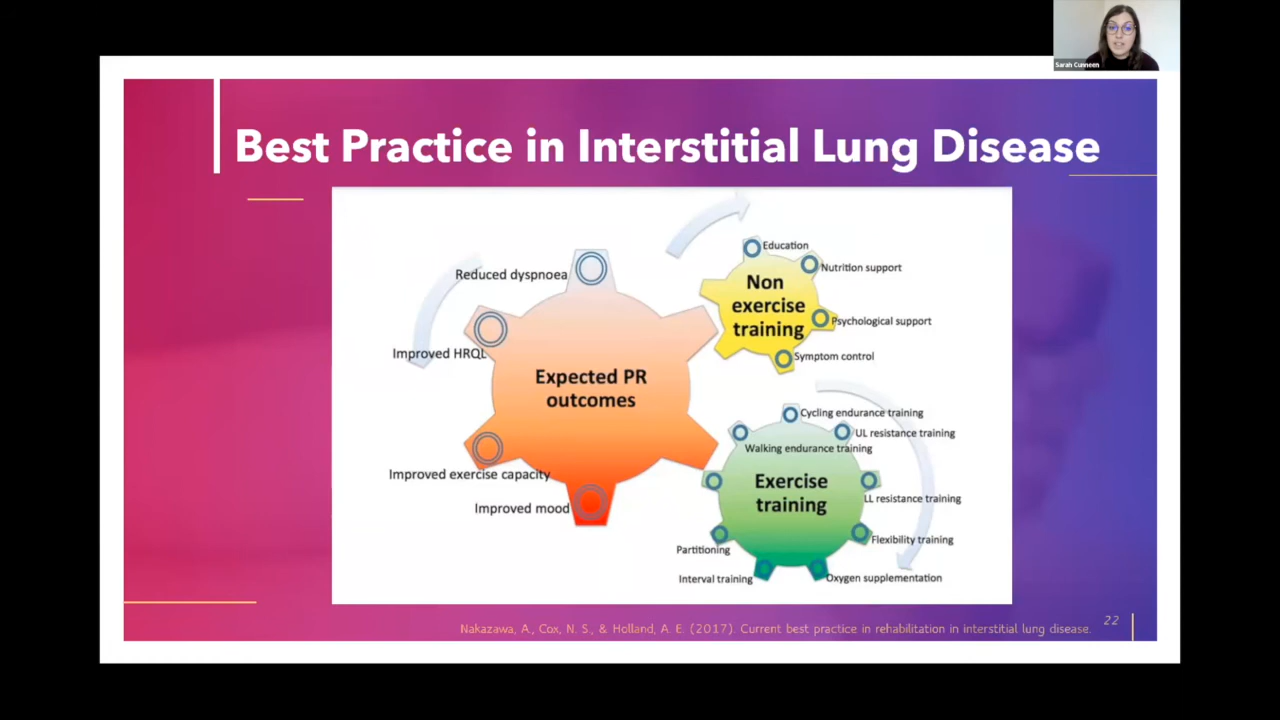 Sarah Cunneen
Best Practice in Interstitial Lung Disease
Reduced dyspnoea
Improved HRQL
Expected PR
outcomes
Improved exercise capacity
Improved mood
Education
Nutrition support
Non
exercise
training
Psychological support
Symptom control
Cycling endurance training
UL resistance training
Walking endurance training
Exercise
training
LL resistance training
Flexibility training
Partitioning
Interval training
Oxygen supplementation
Nakazawa, A., Cox, N. S., & Holland, A. E. (2017). Current best practice in rehabilitation in interstitial lung disease.
22